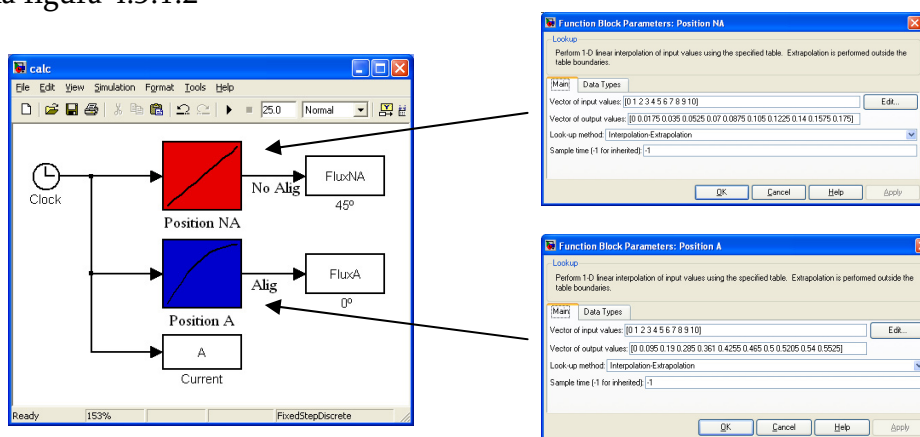 na figura 4.3.1.2
calc
File Edit View Simulation Format Tools Help
25.0 Normal
Clock
No Alig
FluxNA
45º
Position NA
Alig
FluxA
0º
Position A
A
Current
Ready 153% FixedStepDiscrete
Function Block Parameters: Position NA
Lookup
Perform 1-D linear interpolation of input values using the specified table. Extrapolation is performed outside the
table boundaries.
Main Data Types
Vector of input values: [0 1 2 3 4 5 6 7 8 9 10] Edit...
Vector of output values: [0 0.0175 0.035 0.0525 0.07 0.0875 0.105 0.1225 0.14 0.1575 0.175]
Look-up method: Interpolation-Extrapolation
Sample time (-1 for inherited): -1
OK Cancel Help Apply
Function Block Parameters: Position A
Lookup
Perform 1-D linear interpolation of input values using the specified table. Extrapolation is performed outside the
table boundaries.
Main Data Types
Vector of input values: [0 1 2 3 4 5 6 7 8 9 10] Edit...
Vector of output values: [0 0.095 0.19 0.285 0.361 0.4255 0.465 0.5 0.5205 0.54 0.5525]
Look-up method: Interpolation-Extrapolation
Sample time (-1 for inherited): -1
OK Cancel Help Apply